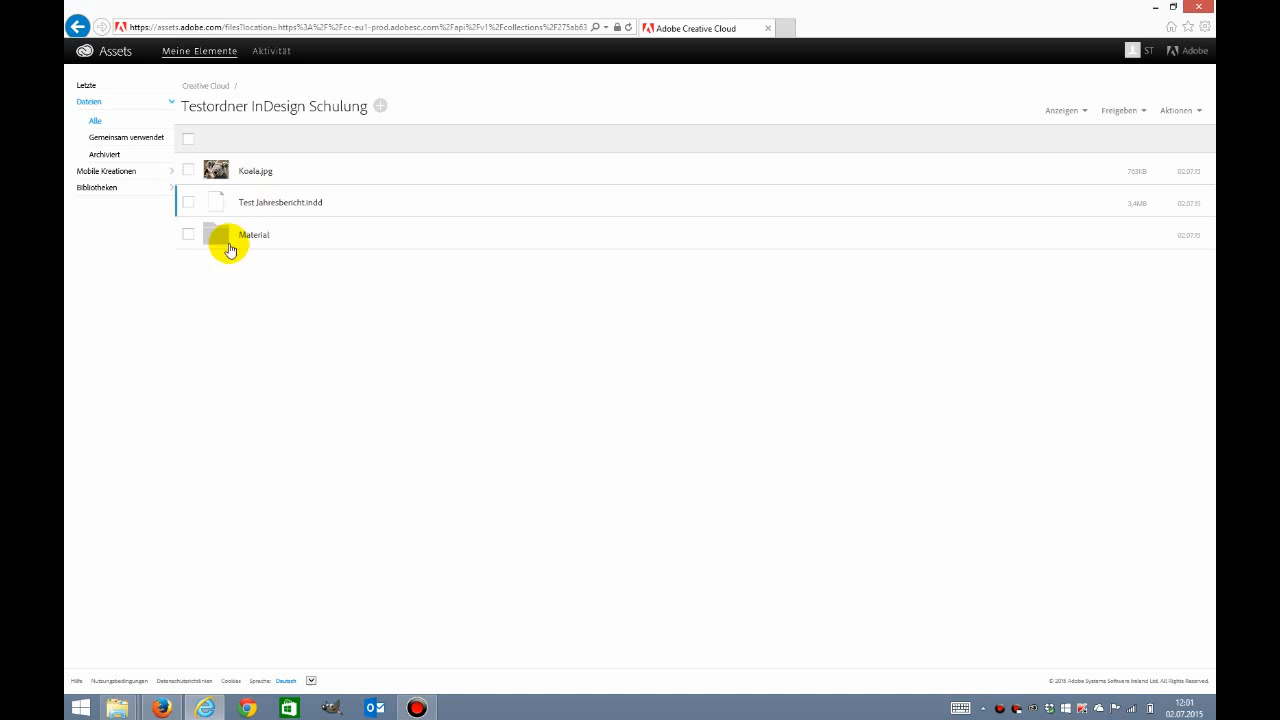 https://assets.adobe.com/files?location=https%3A%2F%2Fcc-eu1-prod.adobesc.com%2Fapi%2Fv1%2Fcollections%2F275ab63
Adobe Creative Cloud
Assets
Meine Elemente
Aktivität
ST
Adobe
Letzte
Dateien
Alle
Gemeinsam verwendet
Archiviert
Mobile Kreationen
Bibliotheken
Creative Cloud /
Testordner InDesign Schulung
Anzeigen
Freigeben
Aktionen
Koala.jpg
763KB
02.07.15
Test Jahresbericht.indd
3,4MB
02.07.15
Material
02.07.15
Hilfe
Nutzungsbedingungen
Datenschutzrichtlinien
Cookies
Sprache:
Deutsch
© 2015 Adobe Systems Software Ireland Ltd. All Rights Reserved.
12:01
02.07.2015